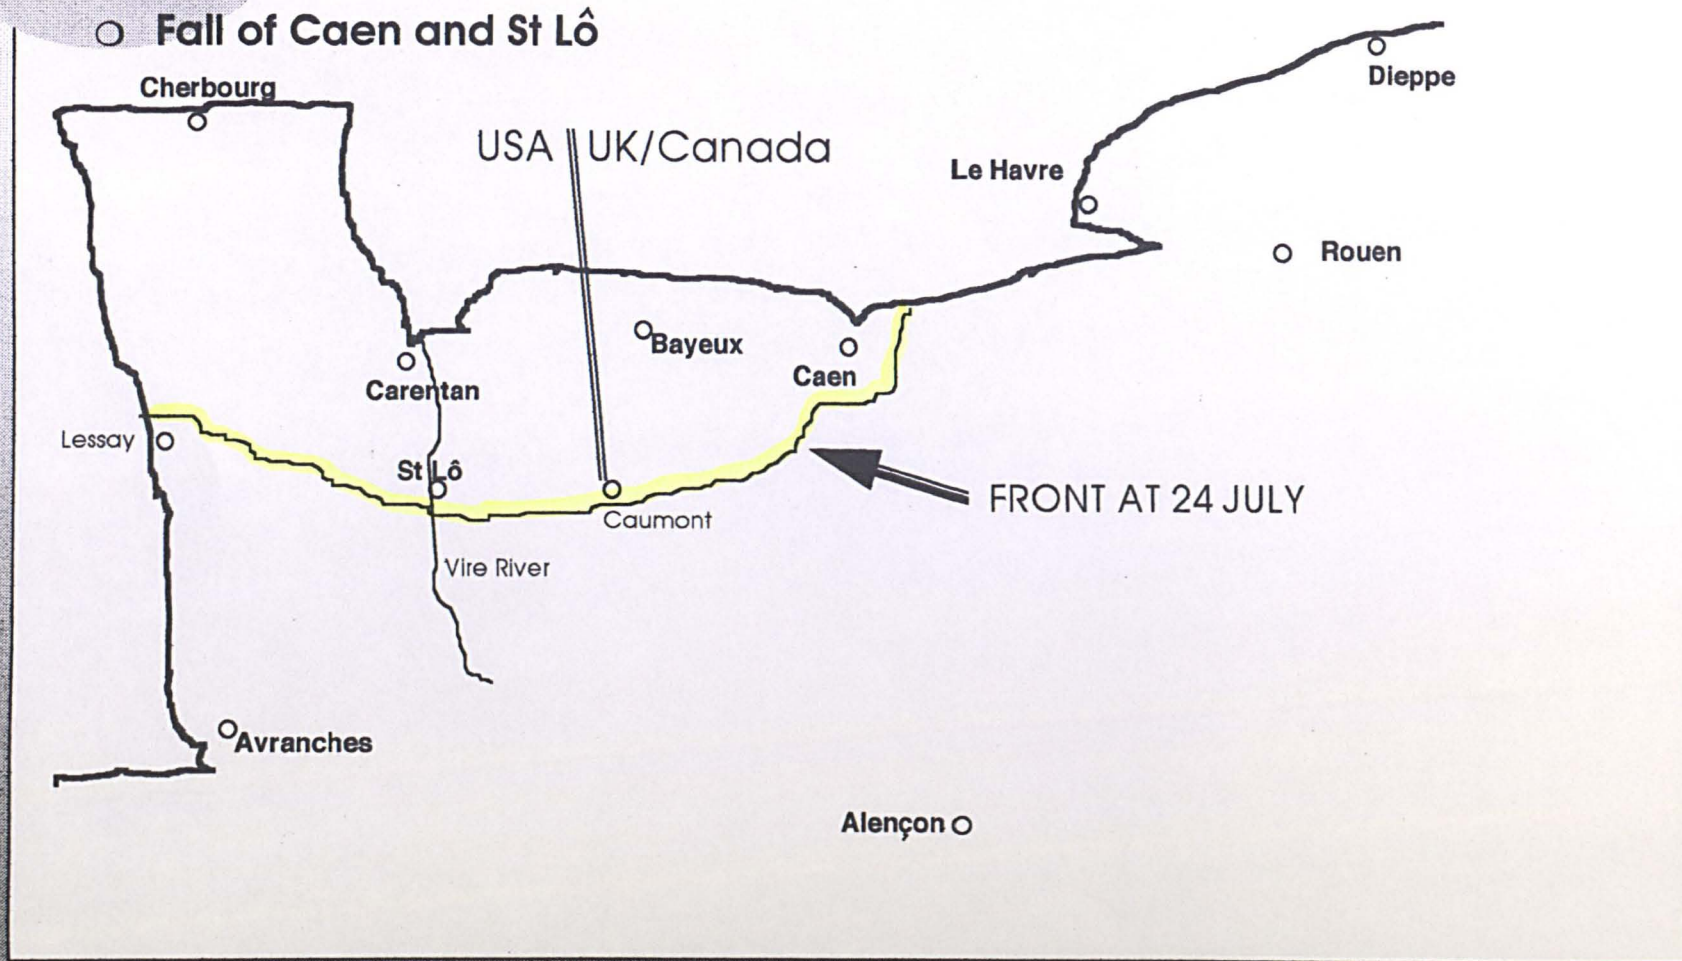 Fall of Caen and St Lô
Cherbourg
Dieppe
USA
UK/Canada
Le Havre
Rouen
Bayeux
Caen
Carentan
Lessay
St Lô
FRONT AT 24 JULY
Caumont
Vire River
Avranches
Alençon